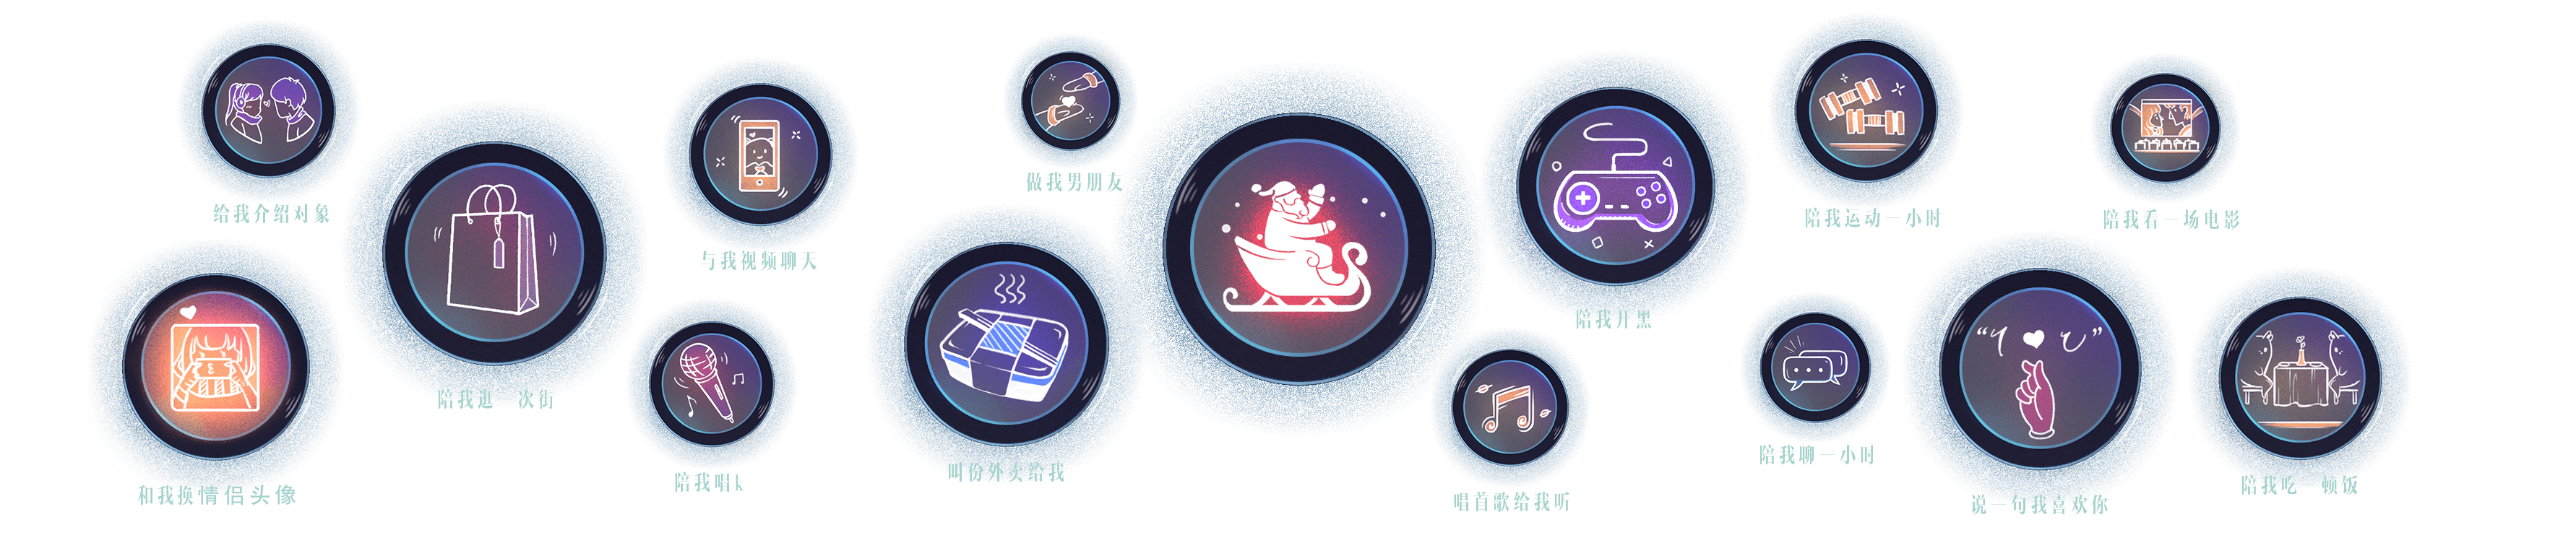 给我介绍对象
和我换情侣头像
陪我逛一次街
与我视频聊天
陪我唱k
做我男朋友
叫份外卖给我
陪我开黑
唱首歌给我听
陪我运动一小时
陪我聊一小时
陪我看一场电影
说一句我喜欢你
陪我吃一顿饭